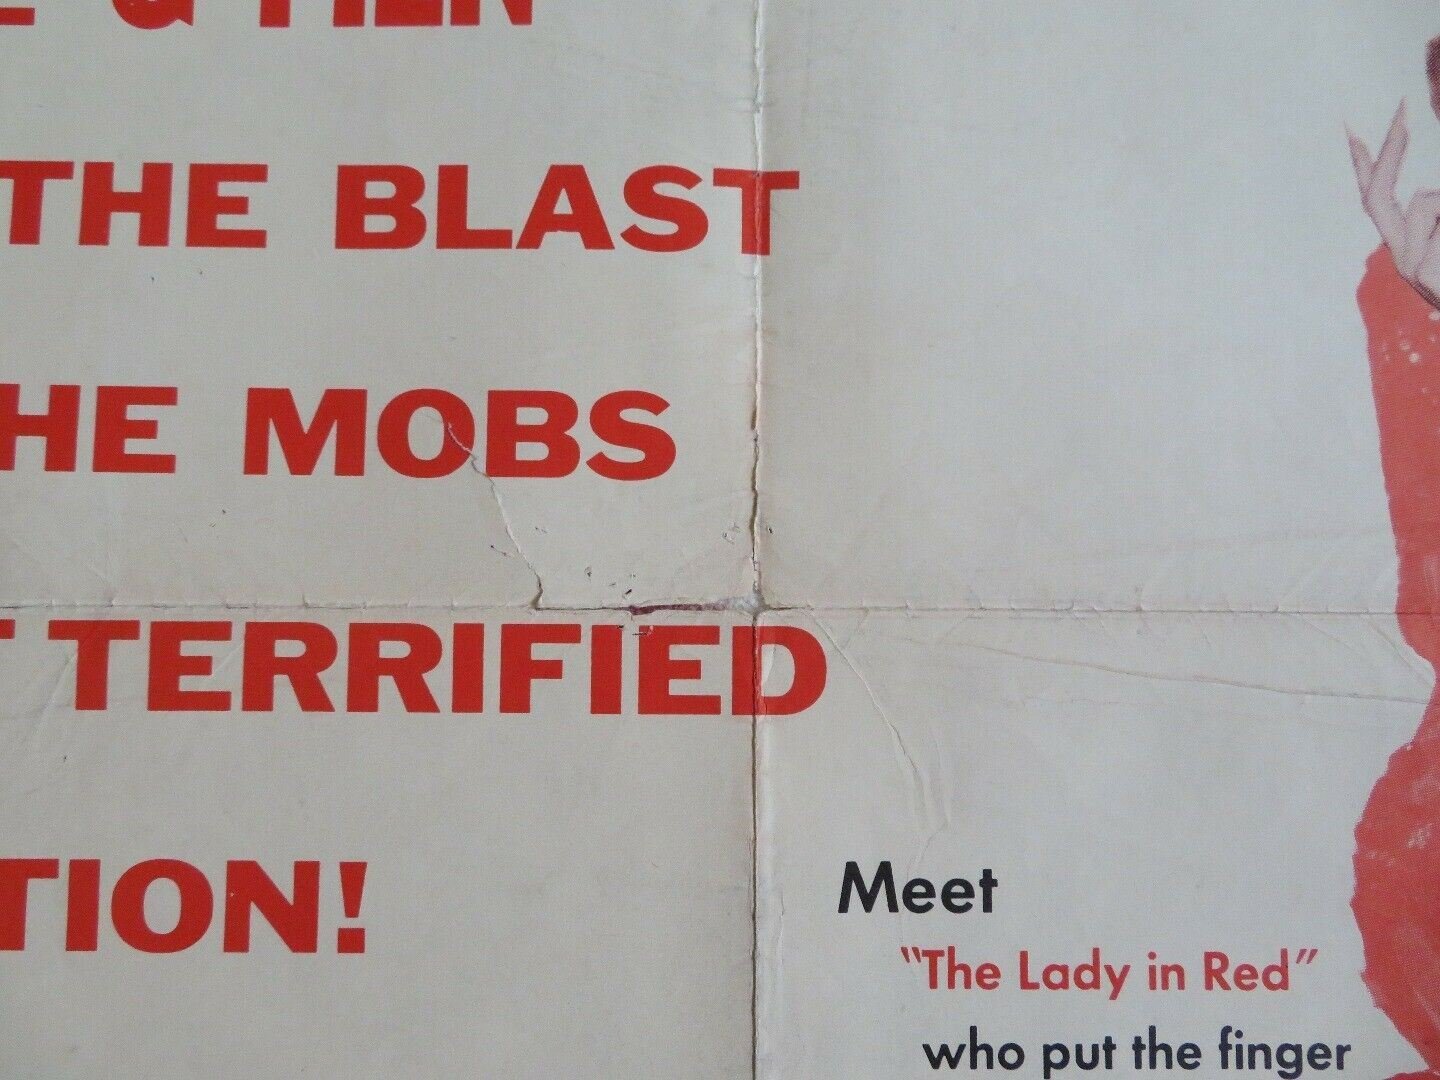 THE BLAST
HE MOBS
T TERRIFIED
TION!
Meet
"The Lady in Red"
who put the finger